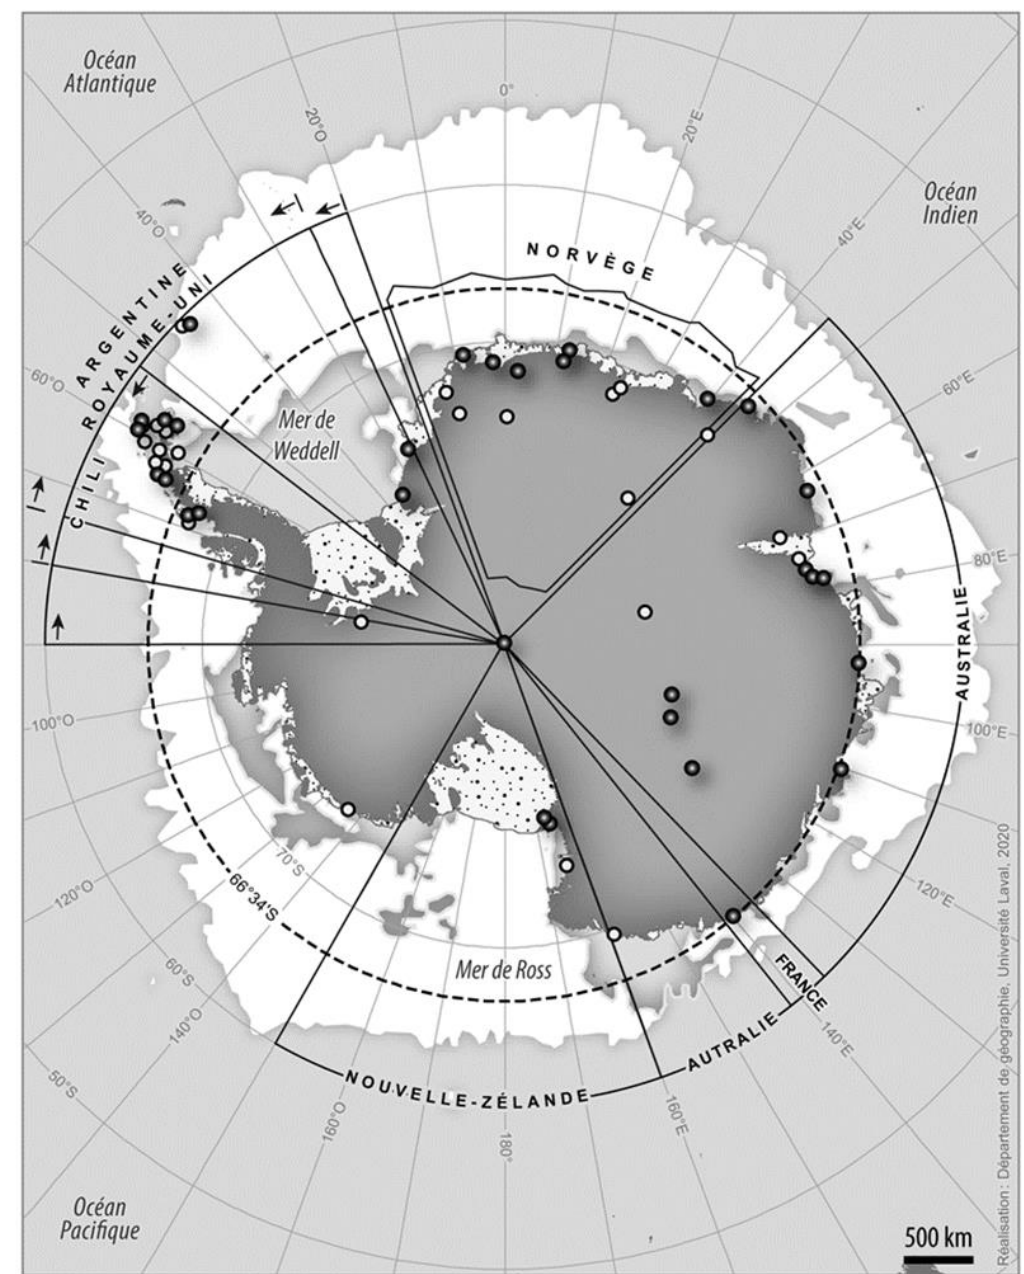 Océan
Atlantique
0°
20°O
20°E
Océan
Indien
40°O
40°E
NORVÈGE
ARGENTINE
ROYAUME-UNI
60°O
60°E
Mer de
Weddell
CHILI
80°E
AUSTRALIE
100°O
100°E
70°S
66°34'S
120°O
120°E
Mer de Ross
FRANCE
60°S
AUTRALIE
140°O
140°E
50°S
NOUVELLE-ZÉLANDE
160°O
160°E
180°
Océan
Pacifique
500 km
Réalisation : Département de géographie, Université Laval, 2020